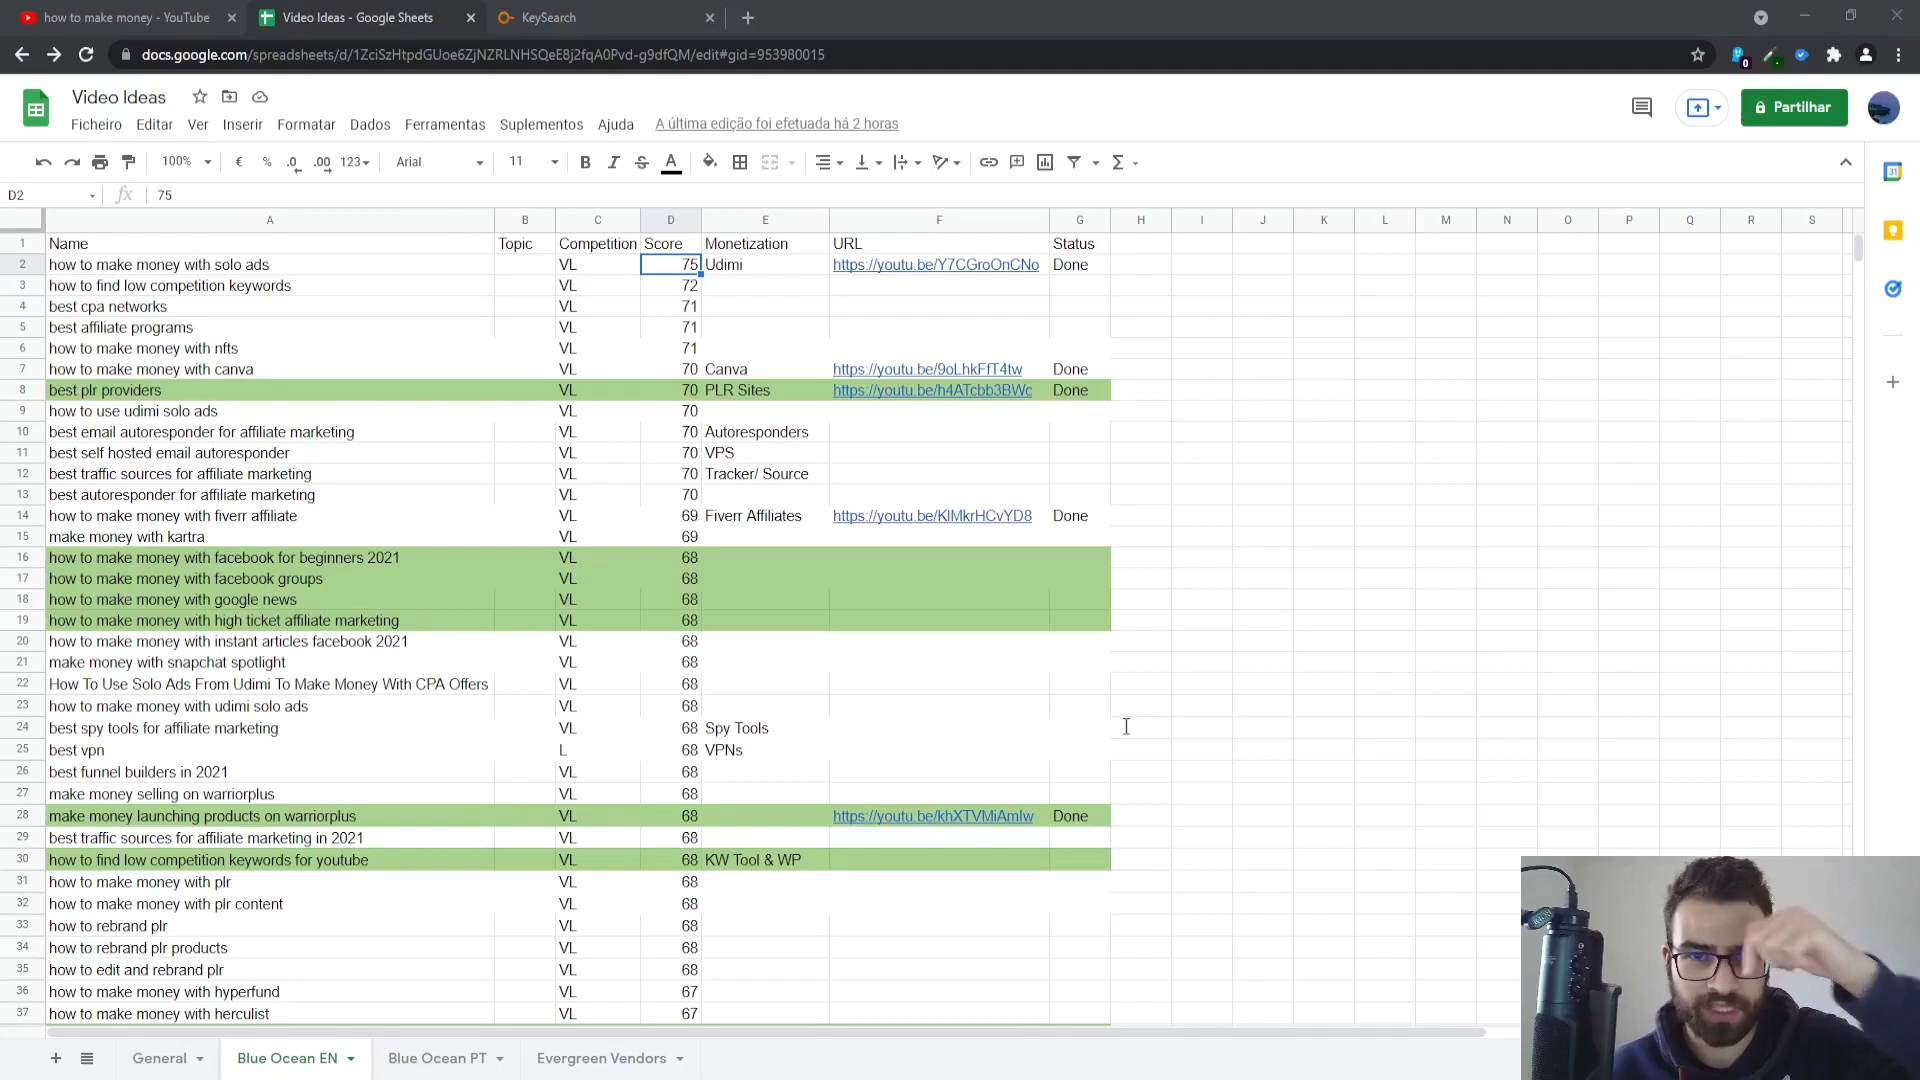 how to make money - YouTube
Video Ideas - Google Sheets
KeySearch
docs.google.com/spreadsheets/d/1ZciSzHtpdGUoe6ZjNZRLNHSQeE8j2fqA0Pvd-g9dfQM/edit#gid=953980015
0
Video Ideas
Partilhar
Ficheiro Editar Ver Inserir Formatar Dados Ferramentas Suplementos Ajuda A última edição foi efetuada há 2 horas
100% € % .0 .00 123 Arial 11 B I S A Σ
31
D2 fx 75
A B C D E F G H I J K L M N O P Q R S
1 Name Topic Competition Score Monetization URL Status
2 how to make money with solo ads VL 75 Udimi https://youtu.be/Y7CGroOnCNo Done
3 how to find low competition keywords VL 72
4 best cpa networks VL 71
5 best affiliate programs VL 71
6 how to make money with nfts VL 71
7 how to make money with canva VL 70 Canva https://youtu.be/9oLhkFfT4tw Done
8 best plr providers VL 70 PLR Sites https://youtu.be/h4ATcbb3BWc Done
9 how to use udimi solo ads VL 70
10 best email autoresponder for affiliate marketing VL 70 Autoresponders
11 best self hosted email autoresponder VL 70 VPS
12 best traffic sources for affiliate marketing VL 70 Tracker/ Source
13 best autoresponder for affiliate marketing VL 70
14 how to make money with fiverr affiliate VL 69 Fiverr Affiliates https://youtu.be/KlMkrHCvYD8 Done
15 make money with kartra VL 69
16 how to make money with facebook for beginners 2021 VL 68
17 how to make money with facebook groups VL 68
18 how to make money with google news VL 68
19 how to make money with high ticket affiliate marketing VL 68
20 how to make money with instant articles facebook 2021 VL 68
21 make money with snapchat spotlight VL 68
22 How To Use Solo Ads From Udimi To Make Money With CPA Offers VL 68
23 how to make money with udimi solo ads VL 68
24 best spy tools for affiliate marketing VL 68 Spy Tools
25 best vpn L 68 VPNs
26 best funnel builders in 2021 VL 68
27 make money selling on warriorplus VL 68
28 make money launching products on warriorplus VL 68 https://youtu.be/khXTVMiAmIw Done
29 best traffic sources for affiliate marketing in 2021 VL 68
30 how to find low competition keywords for youtube VL 68 KW Tool & WP
31 how to make money with plr VL 68
32 how to make money with plr content VL 68
33 how to rebrand plr VL 68
34 how to rebrand plr products VL 68
35 how to edit and rebrand plr VL 68
36 how to make money with hyperfund VL 67
37 how to make money with herculist VL 67
General Blue Ocean EN Blue Ocean PT Evergreen Vendors